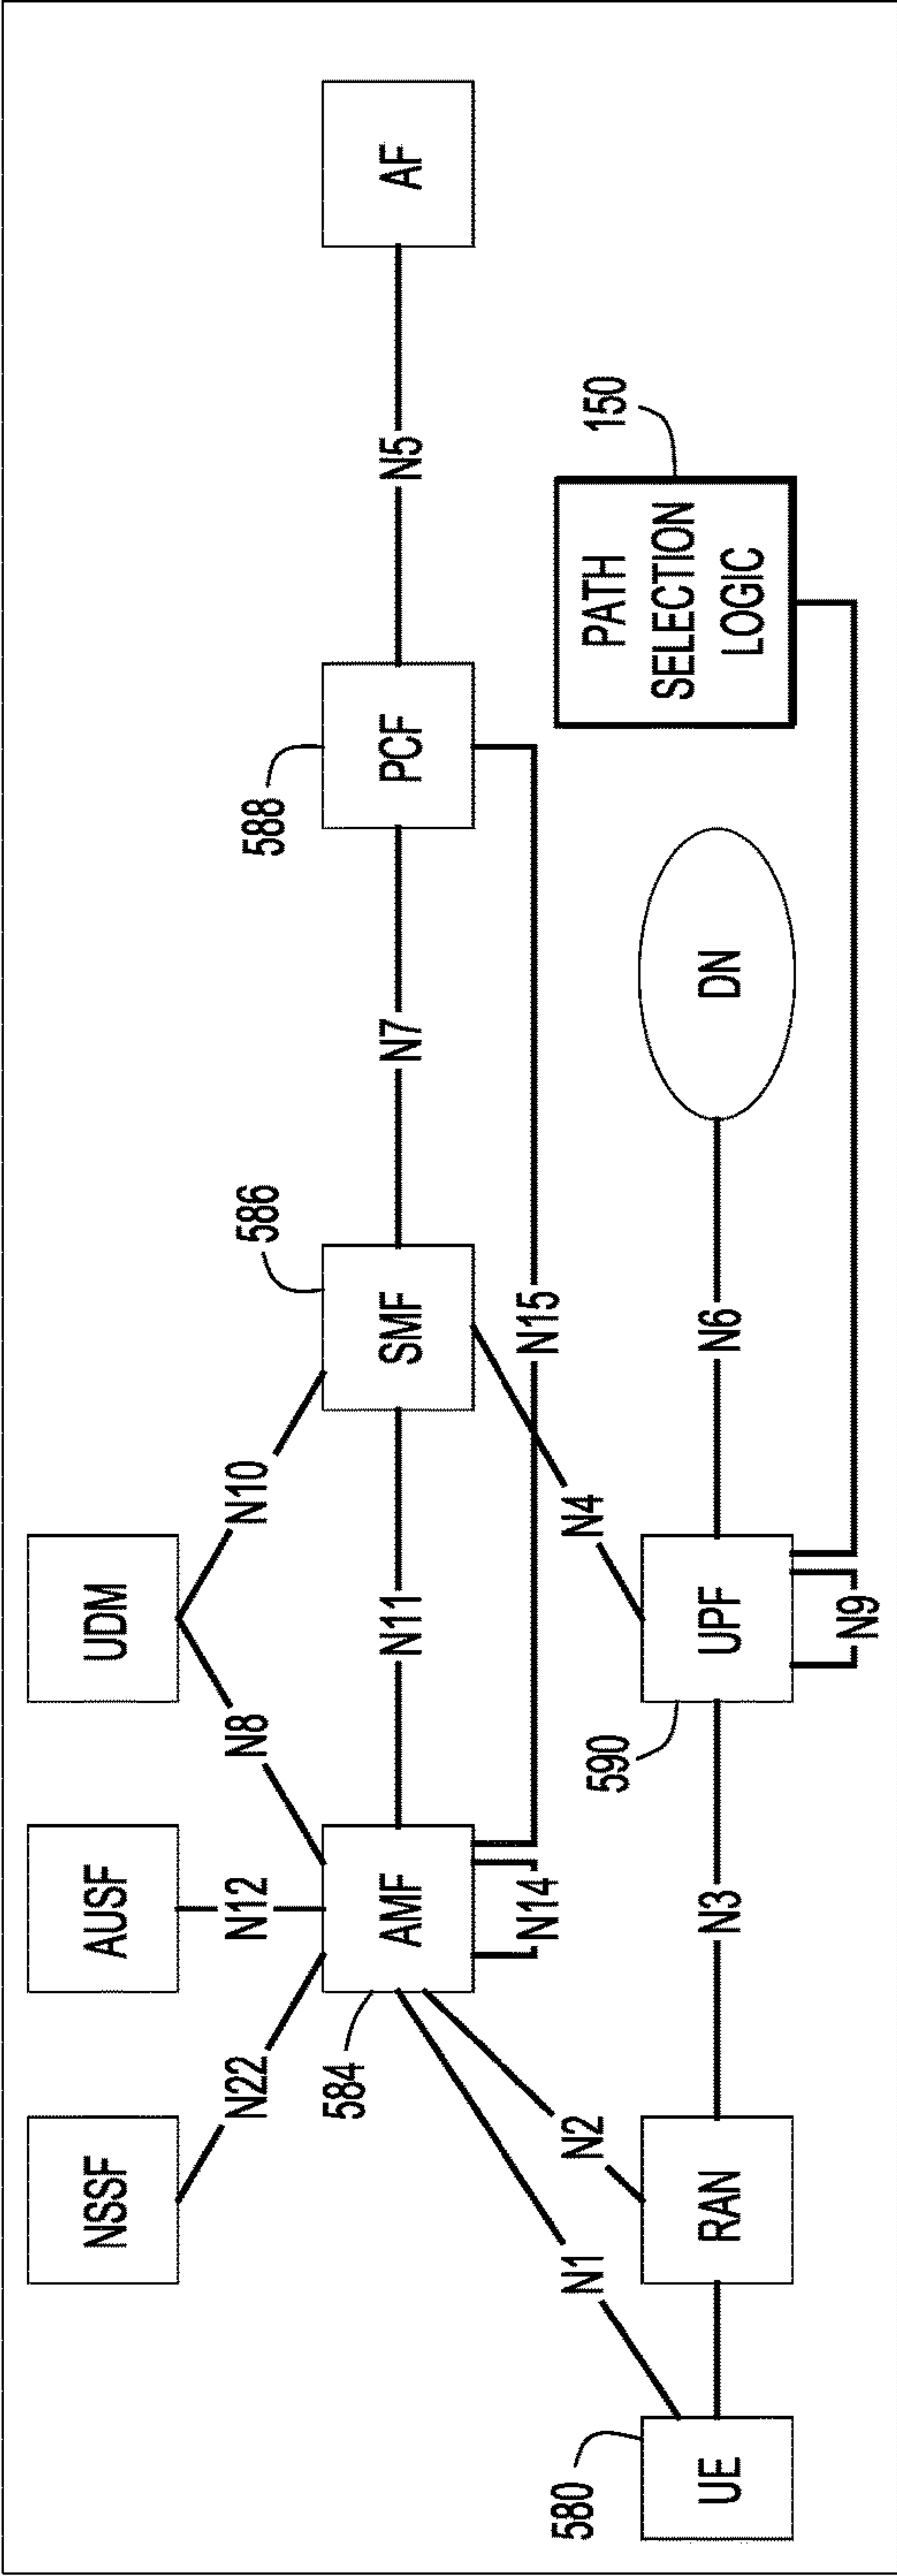 NSSF
AUSF
UDM
N22
N12
N8
N10
586
588
584
AMF
N11
SMF
N7
PCF
N5
AF
N14
N15
N1
N2
N4
580
590
150
UE
RAN
N3
UPF
N6
DN
PATH
SELECTION
LOGIC
N9